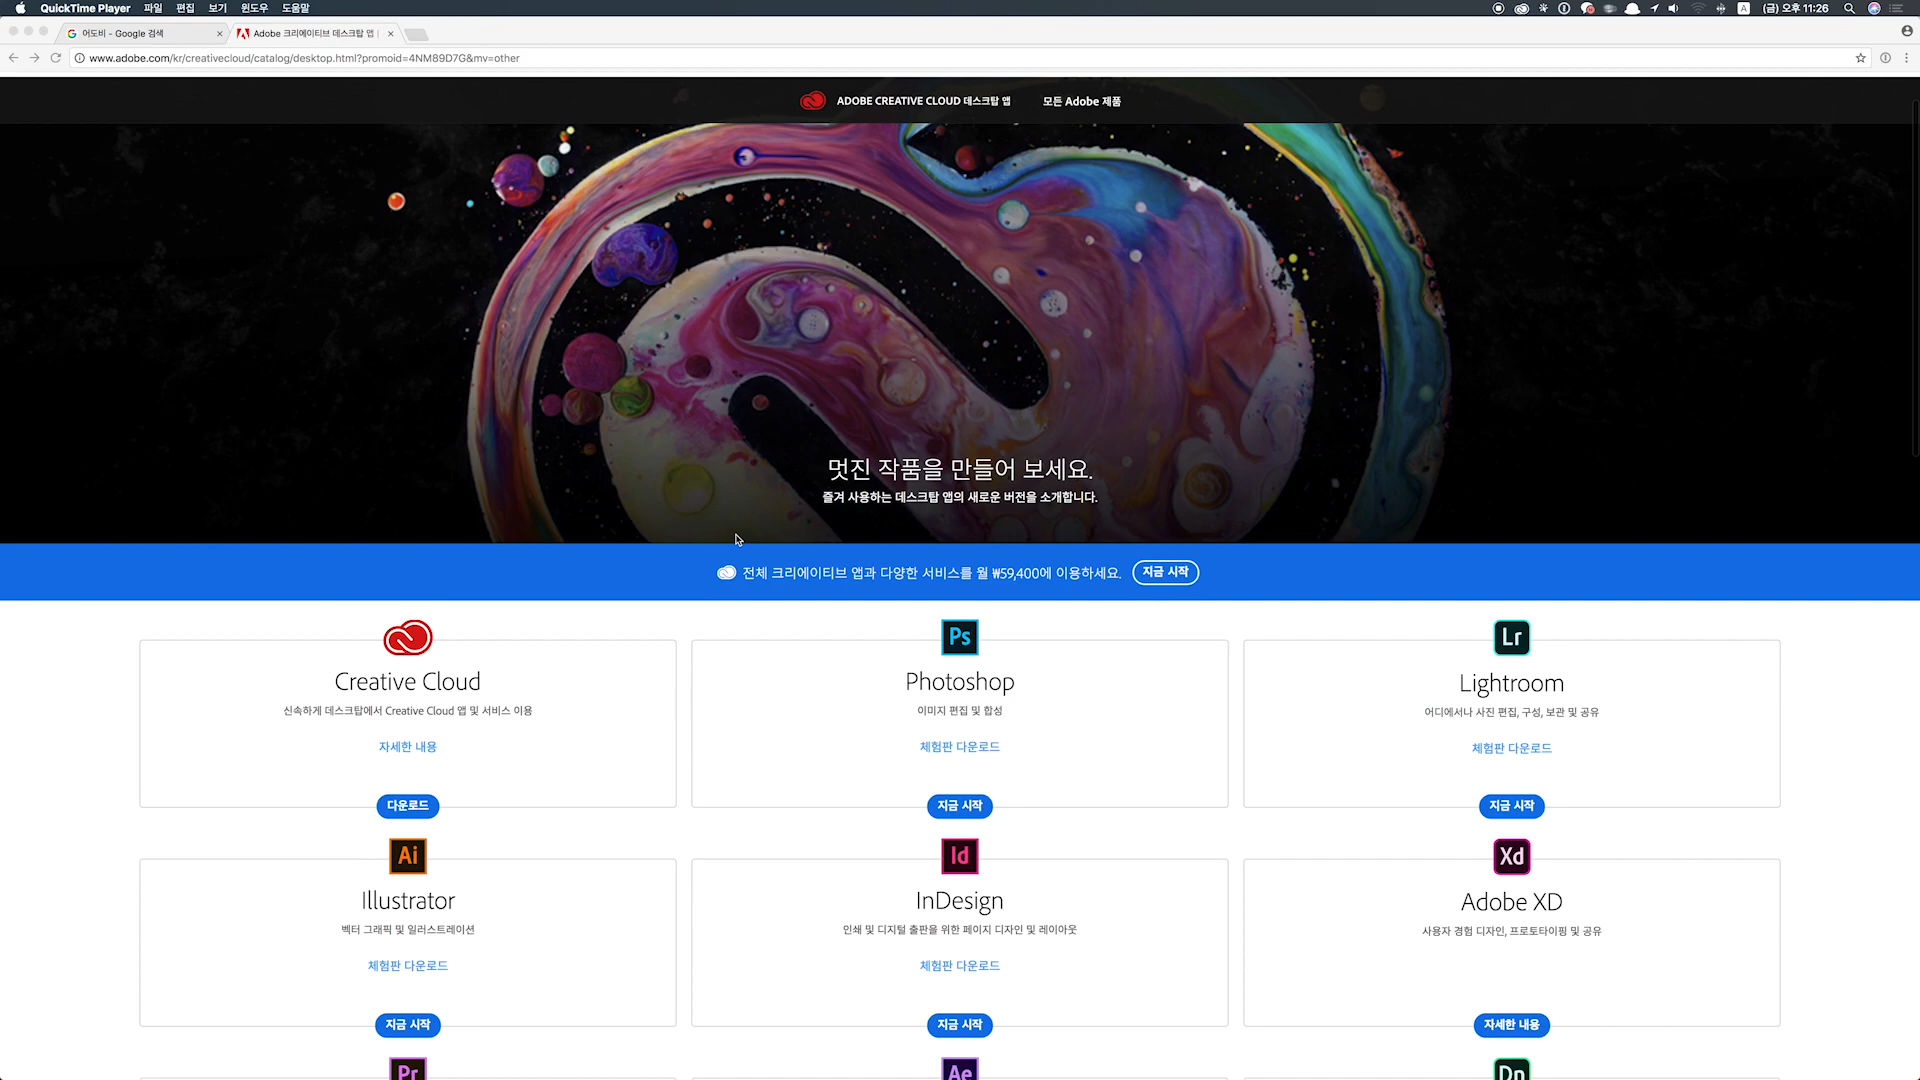 QuickTime Player 파일 편집 보기 윈도우 도움말
A (금) 오후 11:26
어도비 - Google 검색
Adobe 크리에이티브 데스크탑 앱 |
www.adobe.com/kr/creativecloud/catalog/desktop.html?promoid=4NM89D7G&mv=other
ADOBE CREATIVE CLOUD 데스크탑 앱 모든 Adobe 제품
멋진 작품을 만들어 보세요.
즐겨 사용하는 데스크탑 앱의 새로운 버전을 소개합니다.
전체 크리에이티브 앱과 다양한 서비스를 월 ₩59,400에 이용하세요. 지금 시작
Creative Cloud
신속하게 데스크탑에서 Creative Cloud 앱 및 서비스 이용
자세한 내용
다운로드
Ps
Photoshop
이미지 편집 및 합성
체험판 다운로드
지금 시작
Lr
Lightroom
어디에서나 사진 편집, 구성, 보관 및 공유
체험판 다운로드
지금 시작
Ai
Illustrator
벡터 그래픽 및 일러스트레이션
체험판 다운로드
지금 시작
Id
InDesign
인쇄 및 디지털 출판을 위한 페이지 디자인 및 레이아웃
체험판 다운로드
지금 시작
Xd
Adobe XD
사용자 경험 디자인, 프로토타이핑 및 공유
자세한 내용
Pr
Ae
Dn